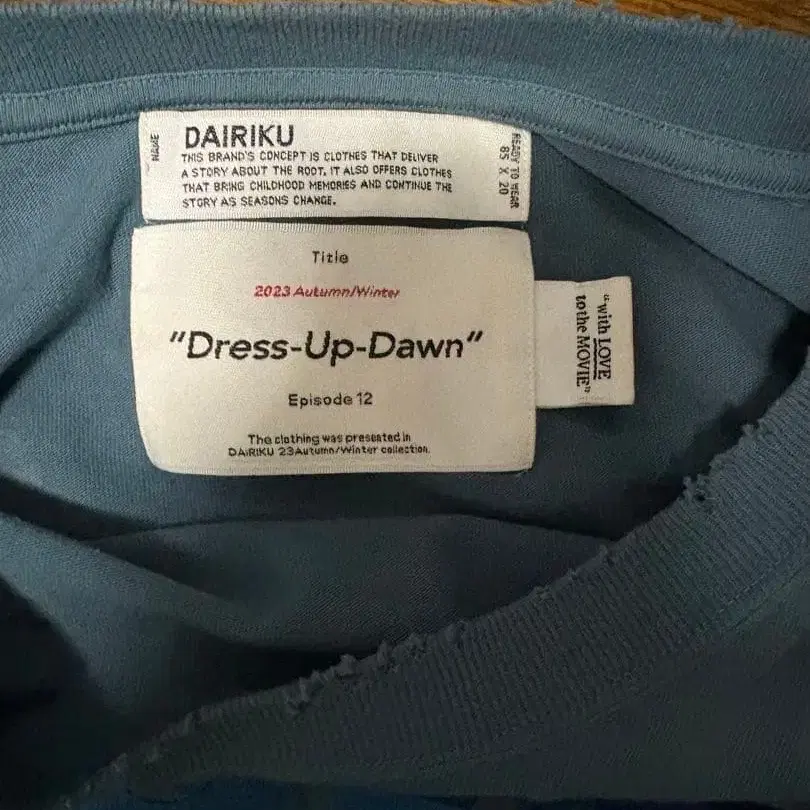 NAME
DAIRIKU
THIS BRAND'S CONCEPT IS CLOTHES THAT DELIVER
A STORY ABOUT THE ROOT, IT ALSO OFFERS CLOTHES
THAT BRING CHILDHOOD MEMORIES AND CONTINUE THE
STORY AS SEASONS CHANGE.
READY TO WEAR
85 X 20
Title
2023 Autumn/Winter
"Dress-Up-Dawn"
Episode 12
The clothing was presented in
DAiRIKU 23Autumn/Winter collection.
"with LOVE
to the MOVIE"